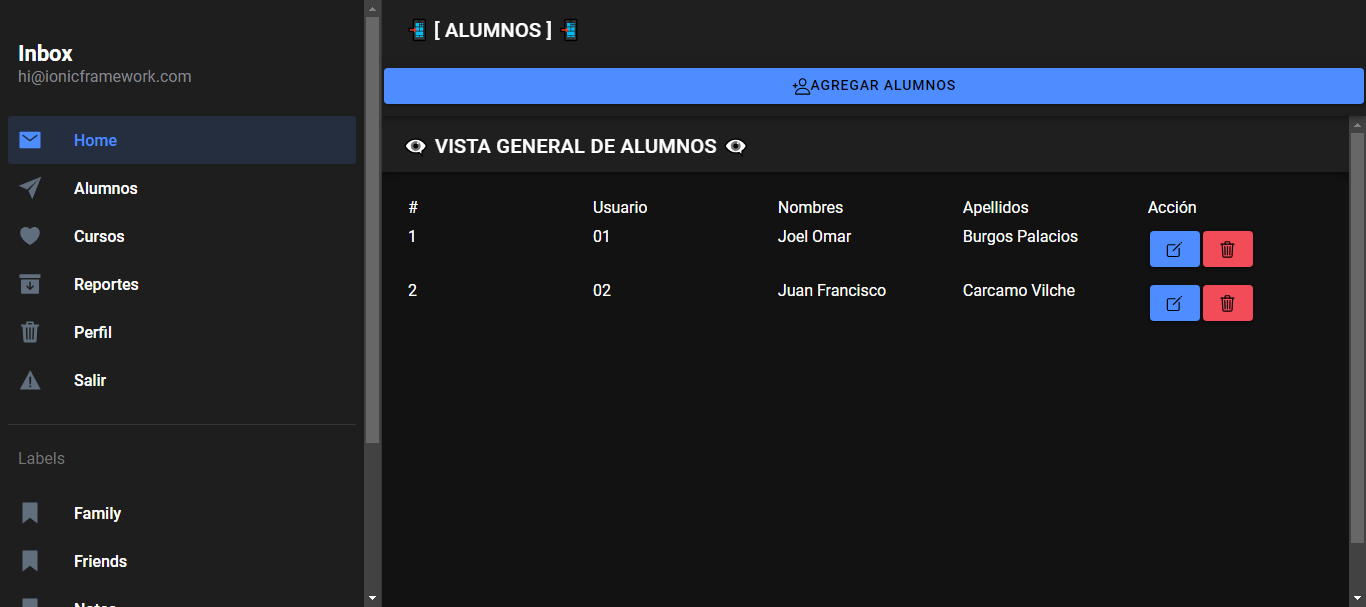 Inbox
hi@ionicframework.com
Home
Alumnos
Cursos
Reportes
Perfil
Salir
Labels
Family
Friends
Notes
[ ALUMNOS ]
AGREGAR ALUMNOS
VISTA GENERAL DE ALUMNOS
# Usuario Nombres Apellidos Acción
1 01 Joel Omar Burgos Palacios
2 02 Juan Francisco Carcamo Vilche